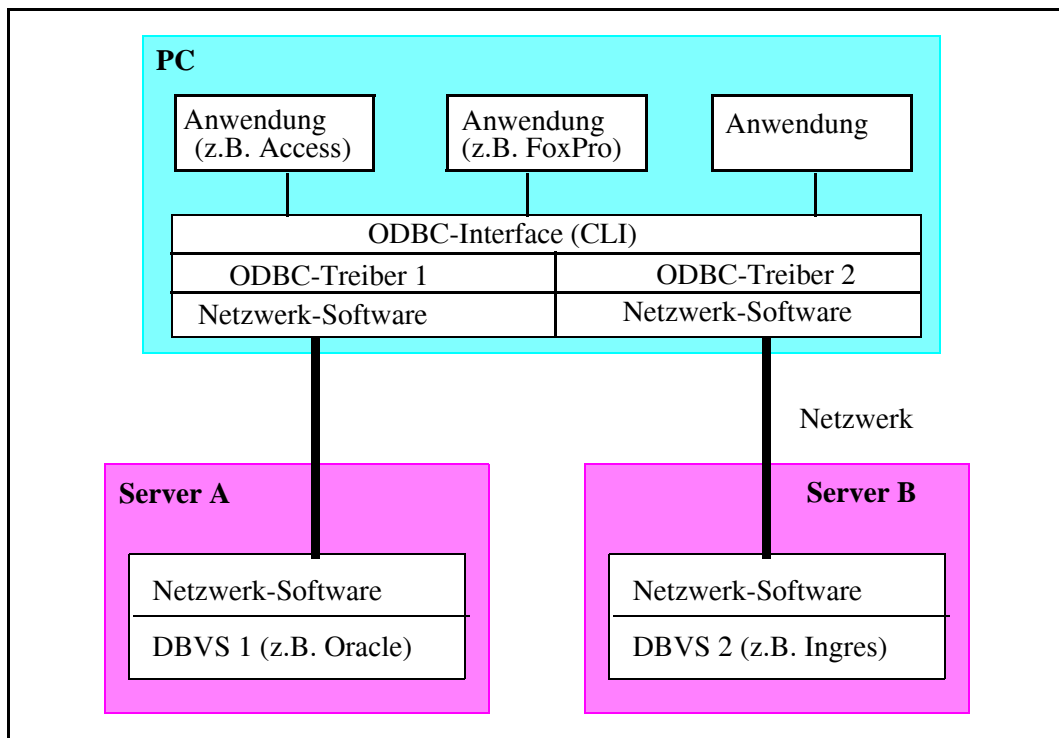 PC
Anwendung
(z.B. Access)
Anwendung
(z.B. FoxPro)
Anwendung
ODBC-Interface (CLI)
ODBC-Treiber 1
ODBC-Treiber 2
Netzwerk-Software
Netzwerk-Software
Netzwerk
Server A
Server B
Netzwerk-Software
DBVS 1 (z.B. Oracle)
Netzwerk-Software
DBVS 2 (z.B. Ingres)